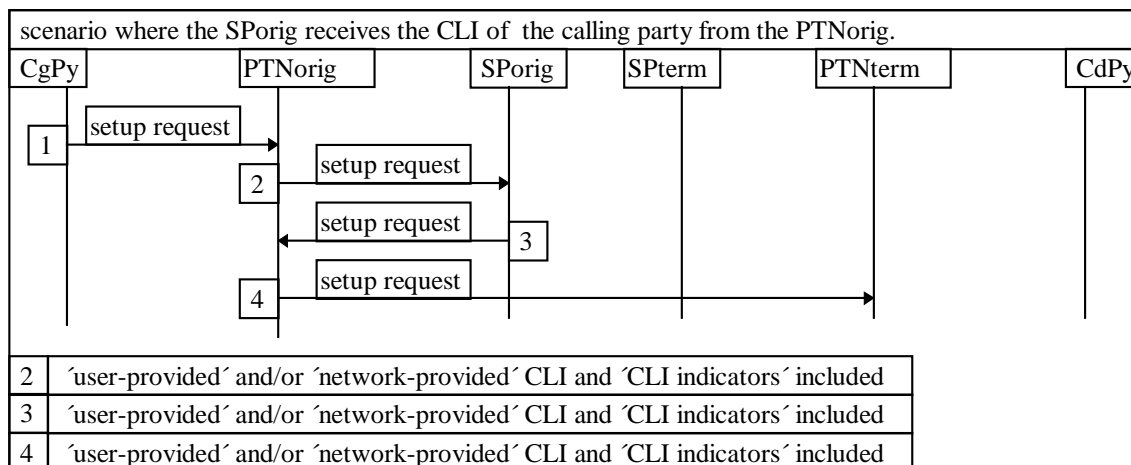 scenario where the SPorig receives the CLI of the calling party from the PTNorig.
CgPy PTNorig SPorig SPterm PTNterm CdPy
setup request
1
setup request
2
setup request
3
setup request
4
2 ´user-provided´ and/or ´network-provided´ CLI and ´CLI indicators´ included
3 ´user-provided´ and/or ´network-provided´ CLI and ´CLI indicators´ included
4 ´user-provided´ and/or ´network-provided´ CLI and ´CLI indicators´ included